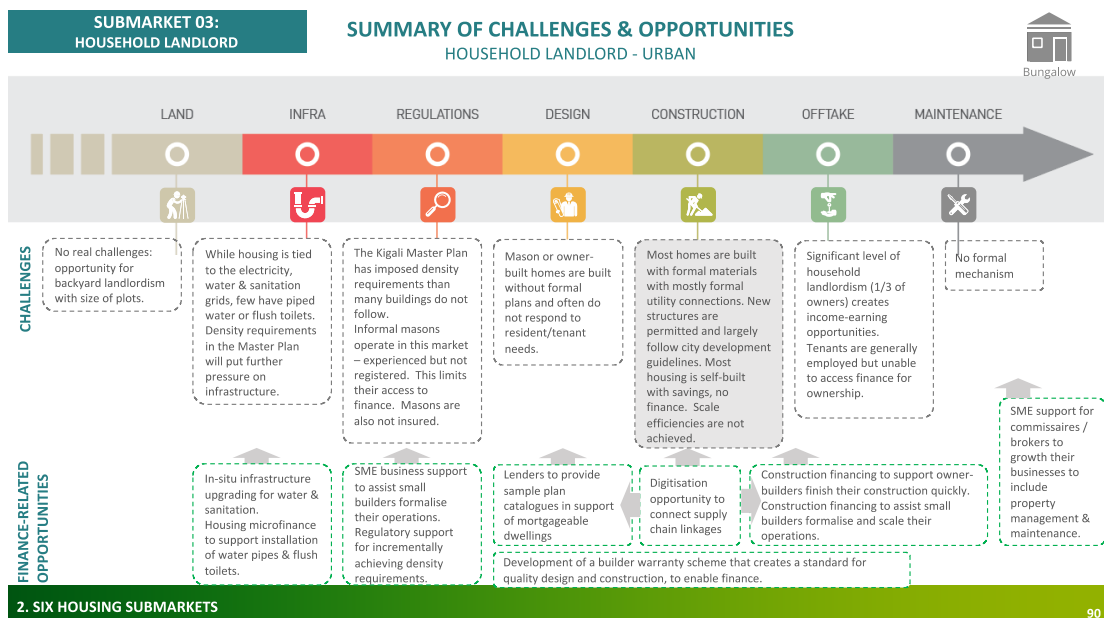 SUBMARKET 03:
HOUSEHOLD LANDLORD
SUMMARY OF CHALLENGES & OPPORTUNITIES
HOUSEHOLD LANDLORD - URBAN
Bungalow
LAND
INFRA
REGULATIONS
DESIGN
CONSTRUCTION
OFFTAKE
MAINTENANCE
CHALLENGES
No real challenges:
opportunity for
backyard landlordism
with size of plots.
While housing is tied
to the electricity,
water & sanitation
grids, few have piped
water or flush toilets.
Density requirements
in the Master Plan
will put further
pressure on
infrastructure.
The Kigali Master Plan
has imposed density
requirements than
many buildings do not
follow.
Informal masons
operate in this market
– experienced but not
registered. This limits
their access to
finance. Masons are
also not insured.
Mason or owner-
built homes are built
without formal
plans and often do
not respond to
resident/tenant
needs.
Most homes are built
with formal materials
with mostly formal
utility connections. New
structures are
permitted and largely
follow city development
guidelines. Most
housing is self-built
with savings, no
finance. Scale
efficiencies are not
achieved.
Significant level of
household
landlordism (1/3 of
owners) creates
income-earning
opportunities.
Tenants are generally
employed but unable
to access finance for
ownership.
No formal
mechanism
FINANCE-RELATED
OPPORTUNITIES
In-situ infrastructure
upgrading for water &
sanitation.
Housing microfinance
to support installation
of water pipes & flush
toilets.
SME business support
to assist small
builders formalise
their operations.
Regulatory support
for incrementally
achieving density
requirements.
Lenders to provide
sample plan
catalogues in support
of mortgageable
dwellings
Digitisation
opportunity to
connect supply
chain linkages
Construction financing to support owner-
builders finish their construction quickly.
Construction financing to assist small
builders formalise and scale their
operations.
SME support for
commissaires /
brokers to
growth their
businesses to
include
property
management &
maintenance.
Development of a builder warranty scheme that creates a standard for
quality design and construction, to enable finance.
2. SIX HOUSING SUBMARKETS
90